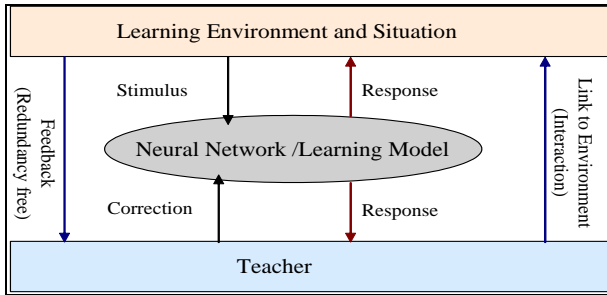 Learning Environment and Situation
Feedback
(Redundancy free)
Stimulus
Response
Link to Environment
(Interaction)
Neural Network /Learning Model
Correction
Response
Teacher